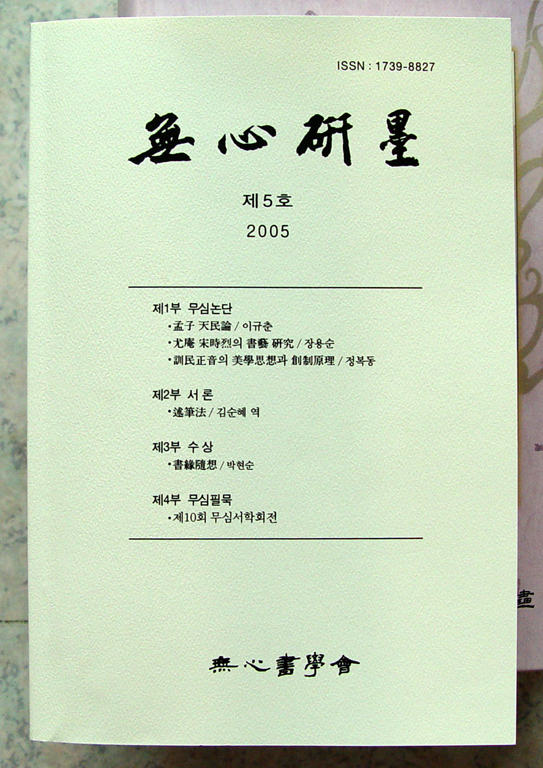 ISSN : 1739-8827
無心硏墨
제5호
2005
제1부 무심논단
•孟子 天民論 / 이규춘
•尤庵 宋時烈의 書藝 硏究 / 장용순
•訓民正音의 美學思想과 創制原理 / 정복동
제2부 서 론
•述筆法 / 김순혜 역
제3부 수 상
•書緣隨想 / 박현순
제4부 무심필묵
•제10회 무심서학회전
無心書學會